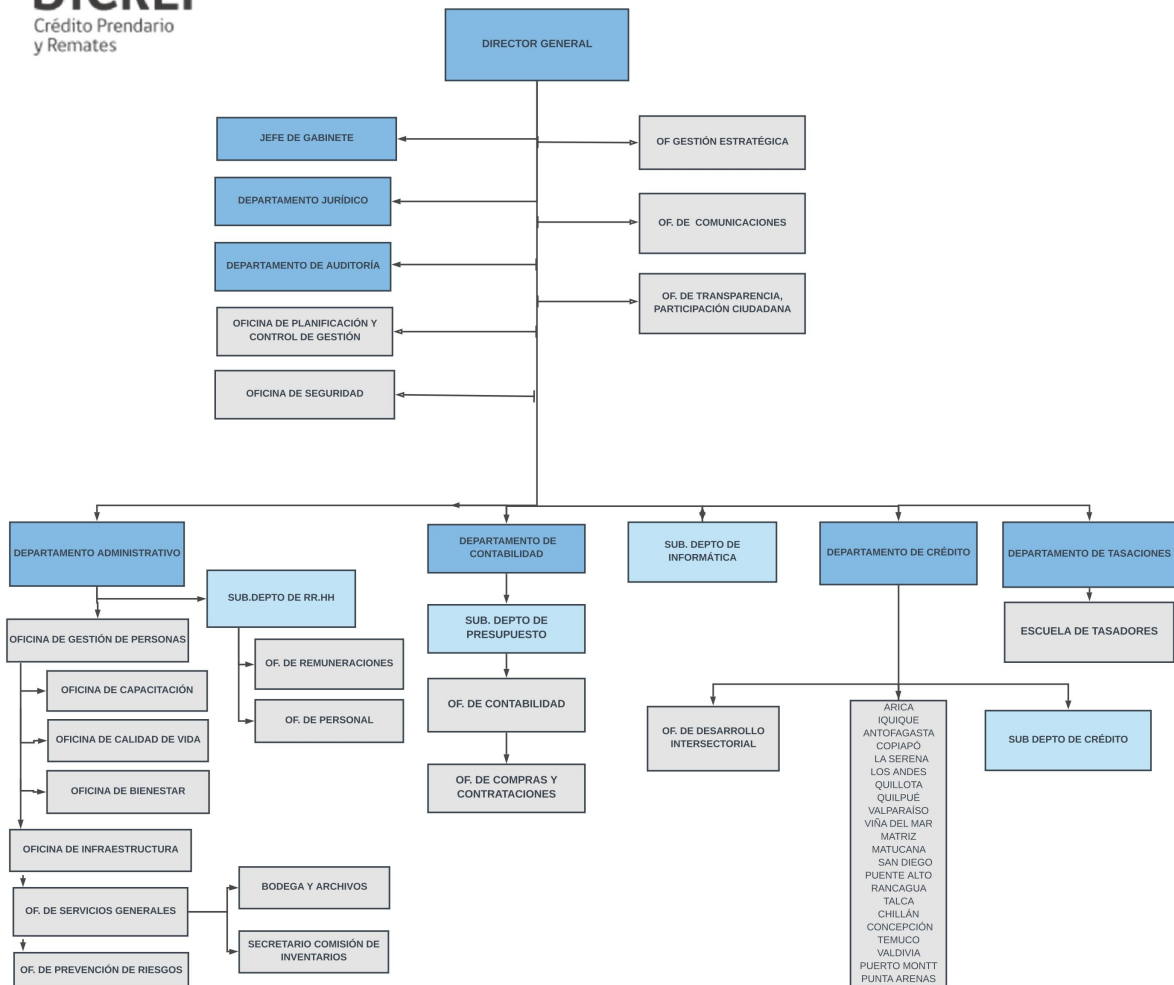 DICREP
Crédito Prendario
y Remates
DIRECTOR GENERAL
JEFE DE GABINETE
OF GESTIÓN ESTRATÉGICA
DEPARTAMENTO JURÍDICO
OF. DE COMUNICACIONES
DEPARTAMENTO DE AUDITORÍA
OF. DE TRANSPARENCIA,
PARTICIPACIÓN CIUDADANA
OFICINA DE PLANIFICACIÓN Y
CONTROL DE GESTIÓN
OFICINA DE SEGURIDAD
DEPARTAMENTO ADMINISTRATIVO
DEPARTAMENTO DE
CONTABILIDAD
SUB. DEPTO DE
INFORMÁTICA
DEPARTAMENTO DE CRÉDITO
DEPARTAMENTO DE TASACIONES
SUB.DEPTO DE RR.HH
OFICINA DE GESTIÓN DE PERSONAS
SUB. DEPTO DE
PRESUPUESTO
ESCUELA DE TASADORES
OF. DE REMUNERACIONES
OFICINA DE CAPACITACIÓN
OF. DE CONTABILIDAD
OF. DE PERSONAL
OFICINA DE CALIDAD DE VIDA
OF. DE DESARROLLO
INTERSECTORIAL
SUB DEPTO DE CRÉDITO
OFICINA DE BIENESTAR
OF. DE COMPRAS Y
CONTRATACIONES
ARICA
IQUIQUE
ANTOFAGASTA
COPIAPÓ
LA SERENA
LOS ANDES
QUILLOTA
QUILPUÉ
VALPARAÍSO
VIÑA DEL MAR
MATRIZ
MATUCANA
SAN DIEGO
PUENTE ALTO
RANCAGUA
TALCA
CHILLÁN
CONCEPCIÓN
TEMUCO
VALDIVIA
PUERTO MONTT
PUNTA ARENAS
OFICINA DE INFRAESTRUCTURA
OF. DE SERVICIOS GENERALES
BODEGA Y ARCHIVOS
SECRETARIO COMISIÓN DE
INVENTARIOS
OF. DE PREVENCIÓN DE RIESGOS